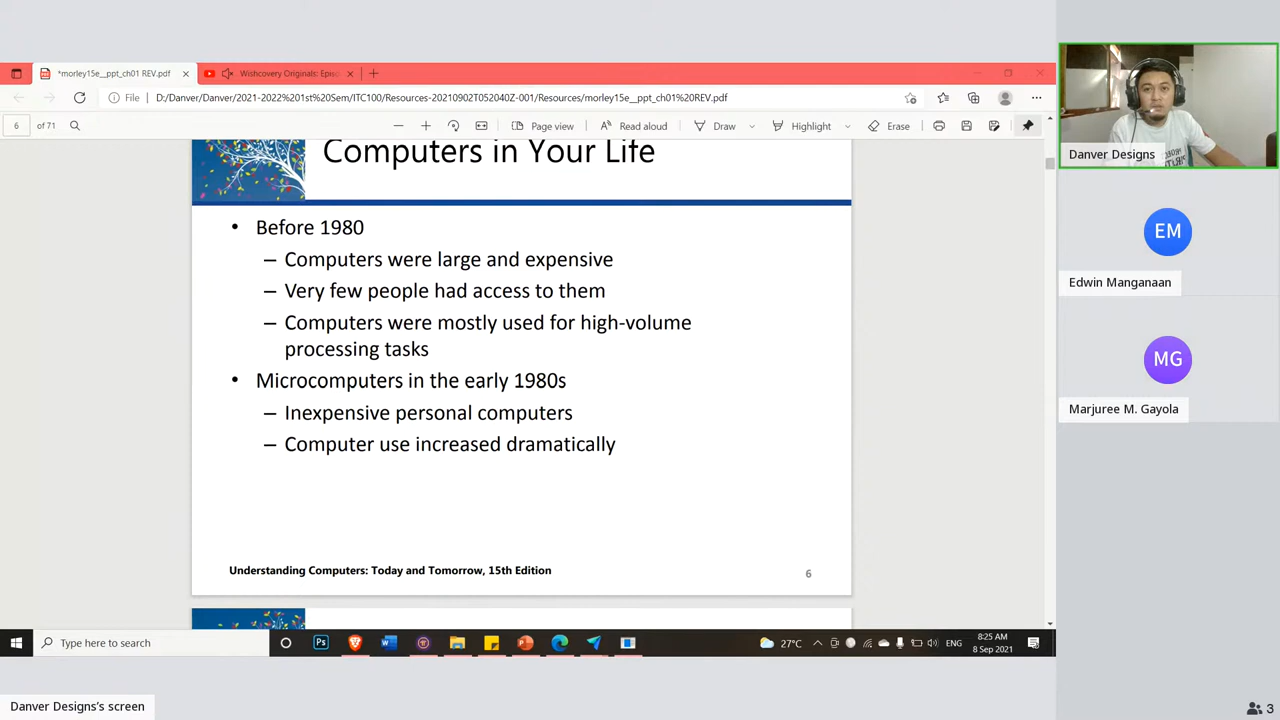 *morley15e__ppt_ch01 REV.pdf
Wishcovery Originals: Epis
File
D:/Danver/Danver/2021-2022%201st%20Sem/ITC100/Resources-20210902T052040Z-001/Resources/morley15e__ppt_ch01%20REV.pdf
6 of 71
Page view
Read aloud
Draw
Highlight
Erase
Computers in Your Life
• Before 1980
– Computers were large and expensive
– Very few people had access to them
– Computers were mostly used for high-volume
processing tasks
• Microcomputers in the early 1980s
– Inexpensive personal computers
– Computer use increased dramatically
Understanding Computers: Today and Tomorrow, 15th Edition
6
Type here to search
Ps
27°C
ENG
8:25 AM
8 Sep 2021
Danver Designs's screen
Danver Designs
EM
Edwin Manganaan
MG
Marjuree M. Gayola
3